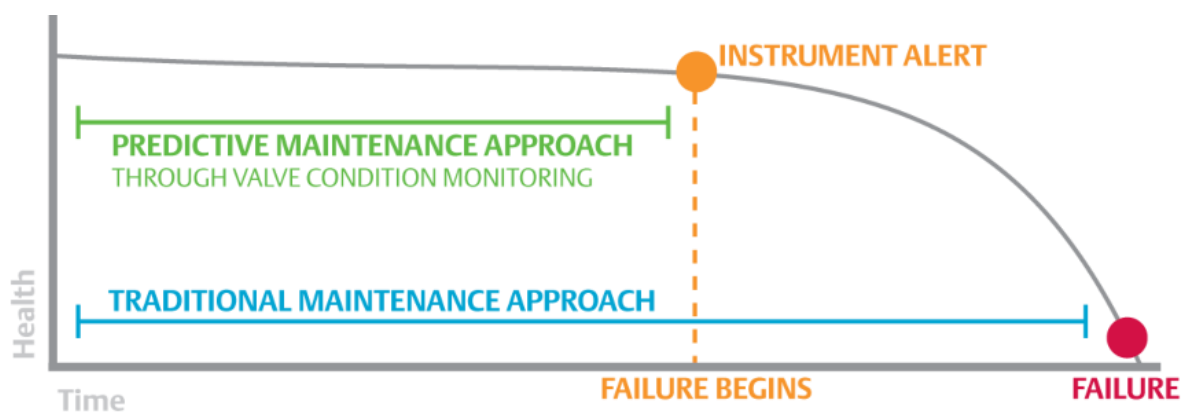 INSTRUMENT ALERT
PREDICTIVE MAINTENANCE APPROACH
THROUGH VALVE CONDITION MONITORING
TRADITIONAL MAINTENANCE APPROACH
Health
Time
FAILURE BEGINS
FAILURE